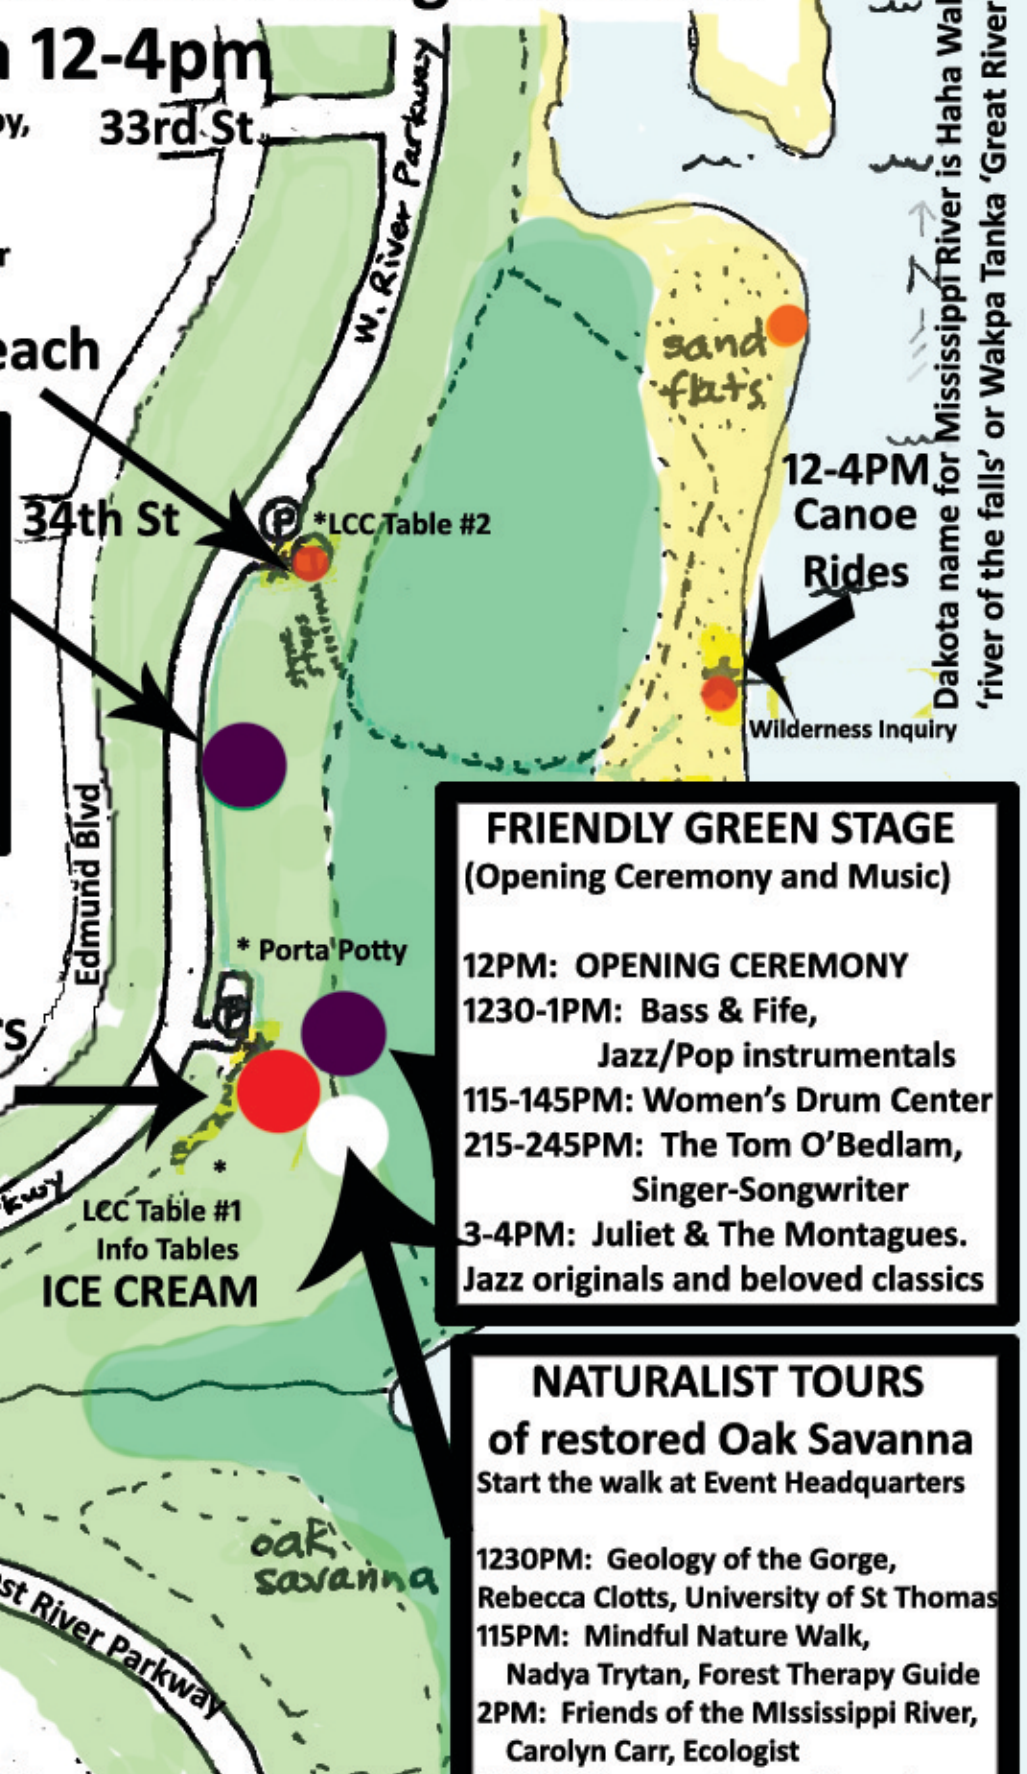 12-4pm
33rd St.
W. River Parkway
each
sand
flats
12-4PM
Canoe
Rides
Dakota name for Mississippi River is Haha Wak
'river of the falls' or Wakpa Tanka 'Great River
N
34th St
P
*LCC Table #2
stone
steps
Wilderness Inquiry
Edmund Blvd
* Porta Potty
P
rs
kwy
*
LCC Table #1
Info Tables
ICE CREAM
FRIENDLY GREEN STAGE
(Opening Ceremony and Music)
12PM: OPENING CEREMONY
1230-1PM: Bass & Fife,
Jazz/Pop instrumentals
115-145PM: Women's Drum Center
215-245PM: The Tom O'Bedlam,
Singer-Songwriter
3-4PM: Juliet & The Montagues.
Jazz originals and beloved classics
oak
savanna
st River Parkway
NATURALIST TOURS
of restored Oak Savanna
Start the walk at Event Headquarters
1230PM: Geology of the Gorge,
Rebecca Clotts, University of St Thomas
115PM: Mindful Nature Walk,
Nadya Trytan, Forest Therapy Guide
2PM: Friends of the MIssissippi River,
Carolyn Carr, Ecologist